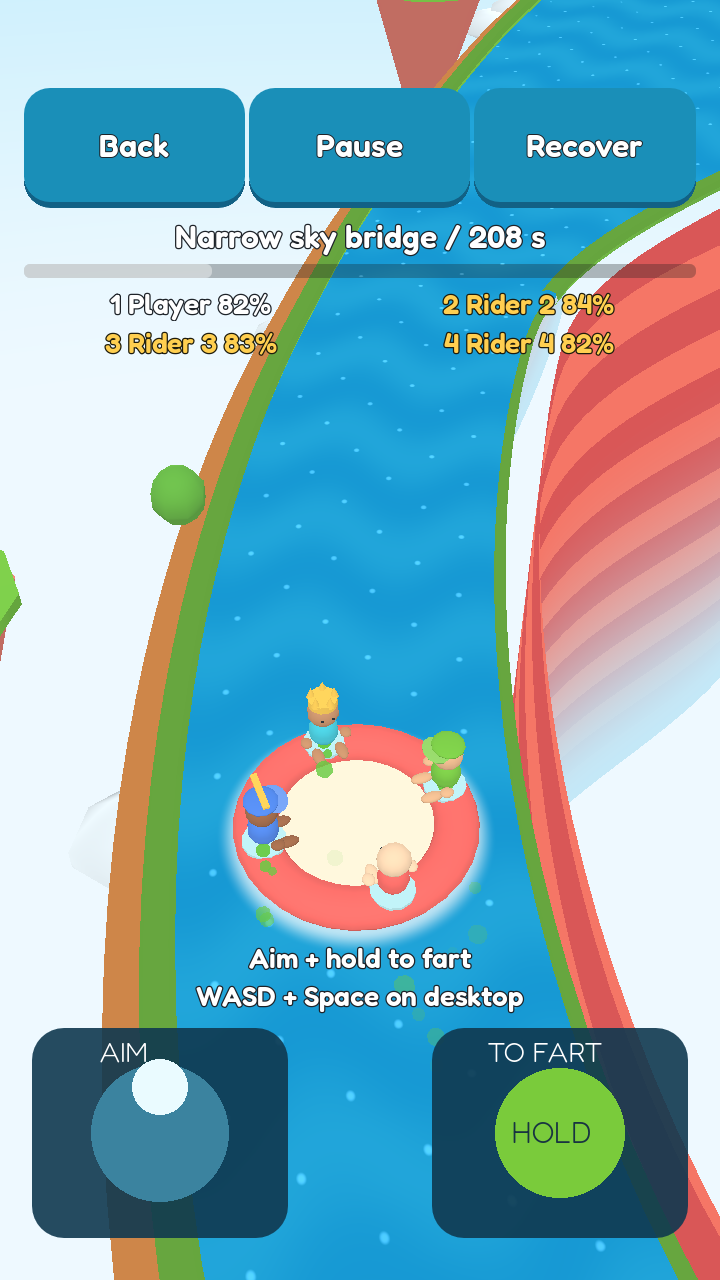 Back Pause Recover
Narrow sky bridge / 208 s
1 Player 82% 2 Rider 2 84%
3 Rider 3 83% 4 Rider 4 82%
Aim + hold to fart
WASD + Space on desktop
AIM TO FART
HOLD